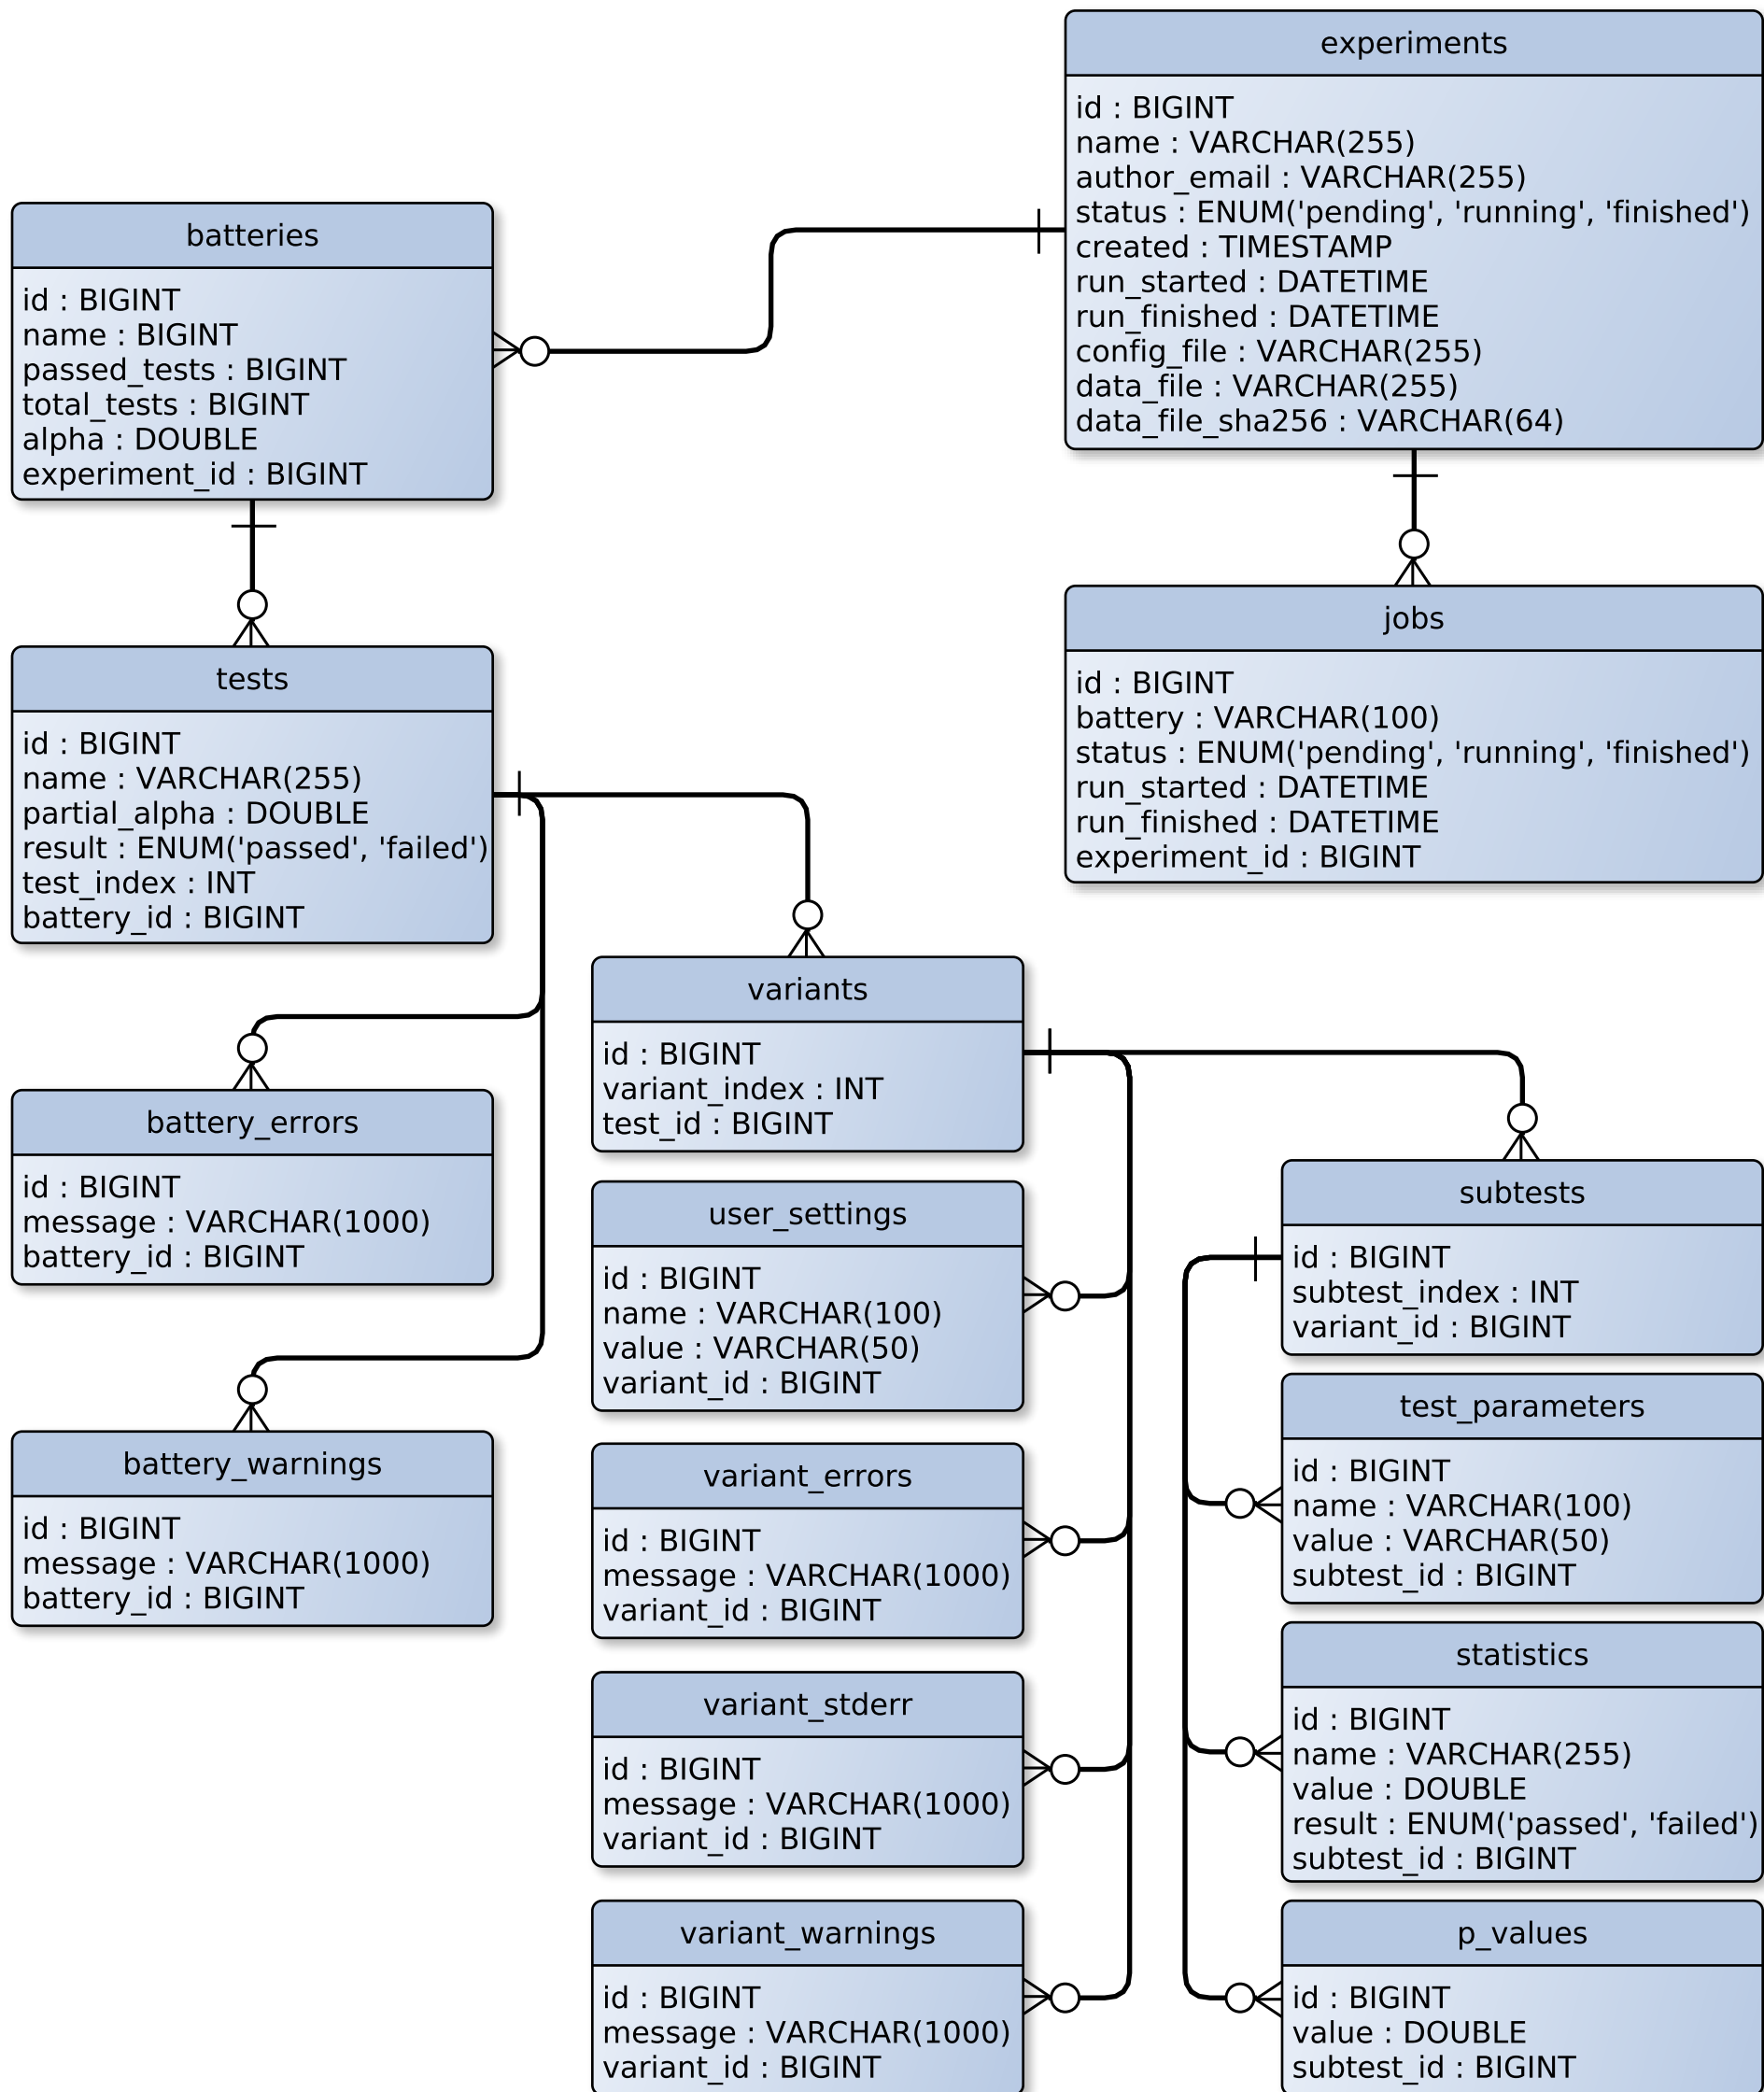 experiments
id : BIGINT
name : VARCHAR(255)
author_email : VARCHAR(255)
status : ENUM('pending', 'running', 'finished')
created : TIMESTAMP
run_started : DATETIME
run_finished : DATETIME
config_file : VARCHAR(255)
data_file : VARCHAR(255)
data_file_sha256 : VARCHAR(64)
batteries
id : BIGINT
name : BIGINT
passed_tests : BIGINT
total_tests : BIGINT
alpha : DOUBLE
experiment_id : BIGINT
jobs
id : BIGINT
battery : VARCHAR(100)
status : ENUM('pending', 'running', 'finished')
run_started : DATETIME
run_finished : DATETIME
experiment_id : BIGINT
tests
id : BIGINT
name : VARCHAR(255)
partial_alpha : DOUBLE
result : ENUM('passed', 'failed')
test_index : INT
battery_id : BIGINT
battery_errors
id : BIGINT
message : VARCHAR(1000)
battery_id : BIGINT
battery_warnings
id : BIGINT
message : VARCHAR(1000)
battery_id : BIGINT
variants
id : BIGINT
variant_index : INT
test_id : BIGINT
user_settings
id : BIGINT
name : VARCHAR(100)
value : VARCHAR(50)
variant_id : BIGINT
variant_errors
id : BIGINT
message : VARCHAR(1000)
variant_id : BIGINT
variant_stderr
id : BIGINT
message : VARCHAR(1000)
variant_id : BIGINT
variant_warnings
id : BIGINT
message : VARCHAR(1000)
variant_id : BIGINT
subtests
id : BIGINT
subtest_index : INT
variant_id : BIGINT
test_parameters
id : BIGINT
name : VARCHAR(100)
value : VARCHAR(50)
subtest_id : BIGINT
statistics
id : BIGINT
name : VARCHAR(255)
value : DOUBLE
result : ENUM('passed', 'failed')
subtest_id : BIGINT
p_values
id : BIGINT
value : DOUBLE
subtest_id : BIGINT